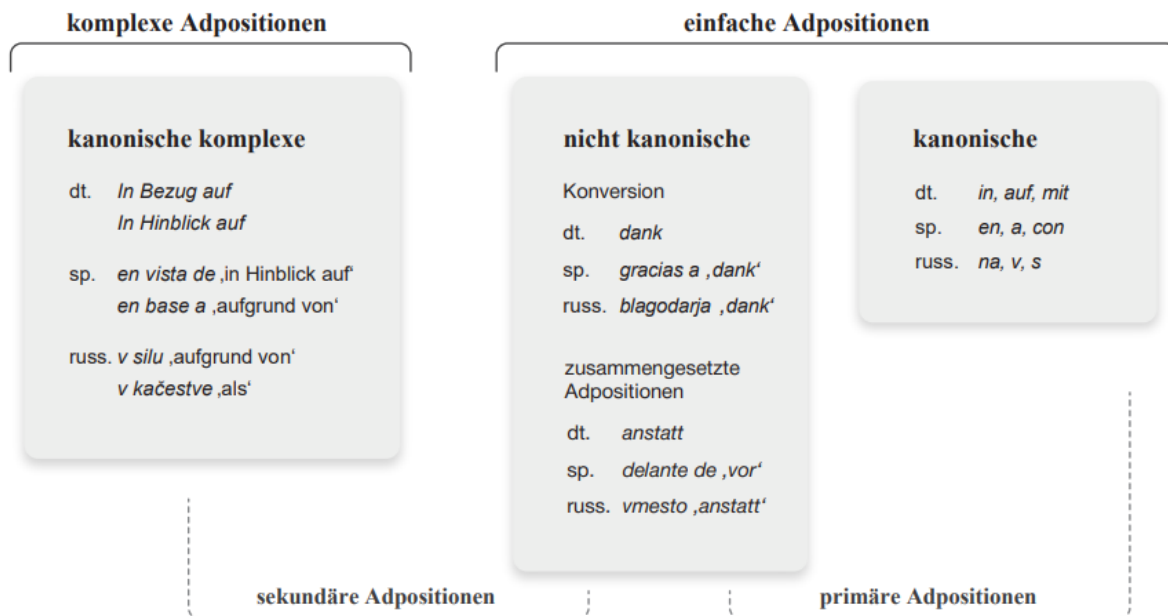 komplexe Adpositionen
einfache Adpositionen
kanonische komplexe
dt. In Bezug auf
In Hinblick auf
sp. en vista de ‚in Hinblick auf‘
en base a ‚aufgrund von‘
russ. v silu ‚aufgrund von‘
v kačestve ‚als‘
nicht kanonische
Konversion
dt. dank
sp. gracias a ‚dank‘
russ. blagodarja ‚dank‘
zusammengesetzte
Adpositionen
dt. anstatt
sp. delante de ‚vor‘
russ. vmesto ‚anstatt‘
kanonische
dt. in, auf, mit
sp. en, a, con
russ. na, v, s
sekundäre Adpositionen
primäre Adpositionen